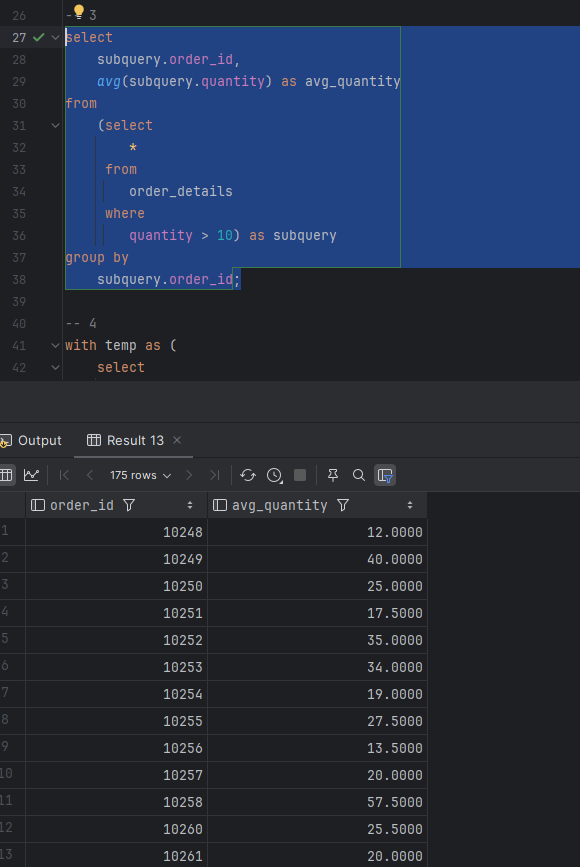 26 -- 3
27 select
28 subquery.order_id,
29 avg(subquery.quantity) as avg_quantity
30 from
31 (select
32 *
33 from
34 order_details
35 where
36 quantity > 10) as subquery
37 group by
38 subquery.order_id;
39
40 -- 4
41 with temp as (
42 select
Output Result 13 ×
175 rows
order_id avg_quantity
1 10248 12.0000
2 10249 40.0000
3 10250 25.0000
4 10251 17.5000
5 10252 35.0000
6 10253 34.0000
7 10254 19.0000
8 10255 27.5000
9 10256 13.5000
10 10257 20.0000
11 10258 57.5000
12 10260 25.5000
13 10261 20.0000